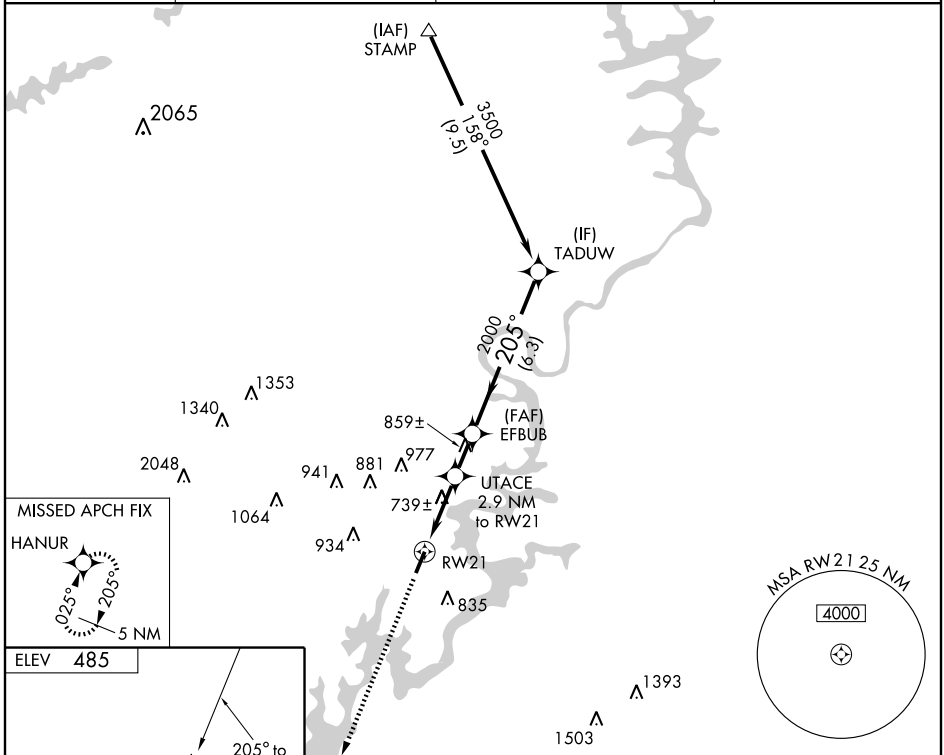 (IAF)
STAMP
2065
3500
158°
(9.5)
(IF)
TADUW
2000
205°
(6.3)
1353
1340
859±
(FAF)
EFBUB
2048
941
881
977
1064
739±
UTACE
2.9 NM
to RW21
934
RW21
835
MISSED APCH FIX
HANUR
025°
205°
5 NM
ELEV 485
205° to
MSA RW21 25 NM
4000
1393
1503